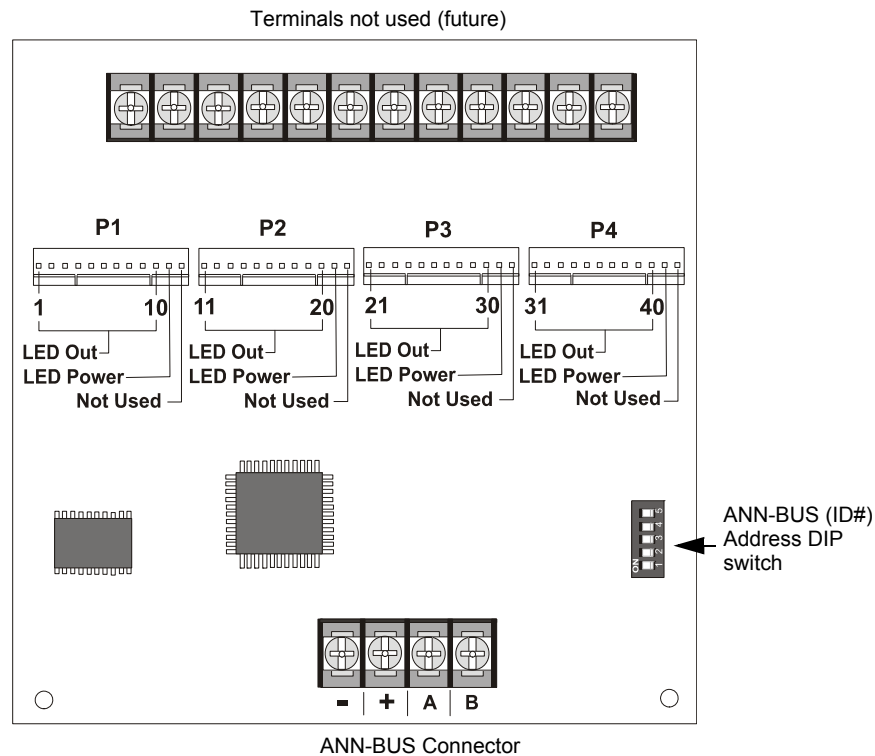 Terminals not used (future)
P1 P2 P3 P4
1 10 11 20 21 30 31 40
LED Out LED Out LED Out LED Out
LED Power LED Power LED Power LED Power
Not Used Not Used Not Used Not Used
ANN-BUS (ID#)
Address DIP
switch
ON
1 2 3 4 5
- + A B
ANN-BUS Connector